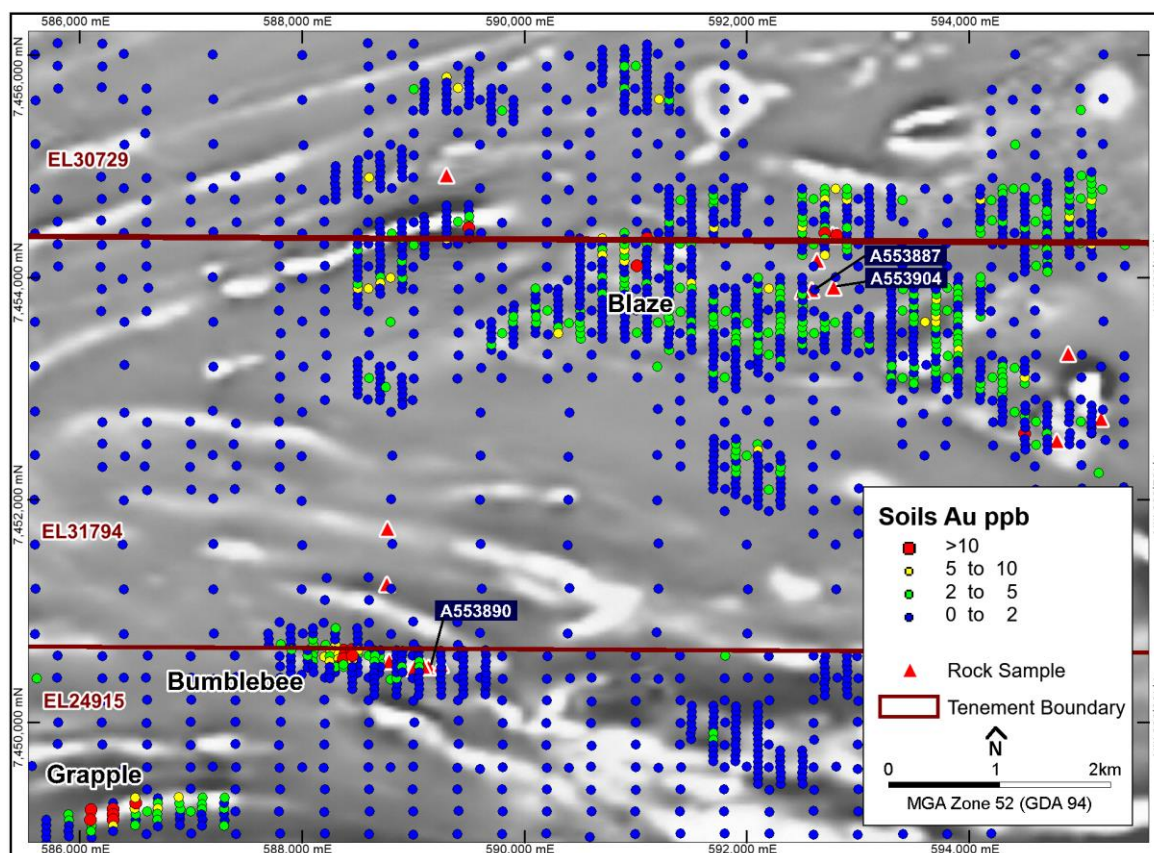 586,000 mE
588,000 mE
590,000 mE
592,000 mE
594,000 mE
7,456,000 mN
EL30729
7,454,000 mN
A553887
A553904
Blaze
7,452,000 mN
EL31794
A553890
Bumblebee
EL24915
7,450,000 mN
Grapple
Soils Au ppb
>10
5 to 10
2 to 5
0 to 2
Rock Sample
Tenement Boundary
N
0 1 2km
MGA Zone 52 (GDA 94)
586,000 mE
588,000 mE
590,000 mE
592,000 mE
594,000 mE